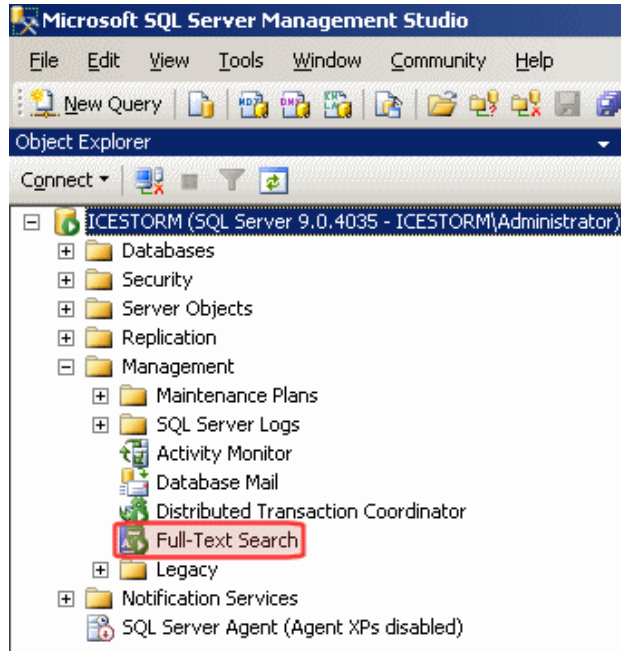 Microsoft SQL Server Management Studio
File Edit View Tools Window Community Help
New Query
Object Explorer
Connect
ICESTORM (SQL Server 9.0.4035 - ICESTORM\Administrator)
Databases
Security
Server Objects
Replication
Management
Maintenance Plans
SQL Server Logs
Activity Monitor
Database Mail
Distributed Transaction Coordinator
Full-Text Search
Legacy
Notification Services
SQL Server Agent (Agent XPs disabled)